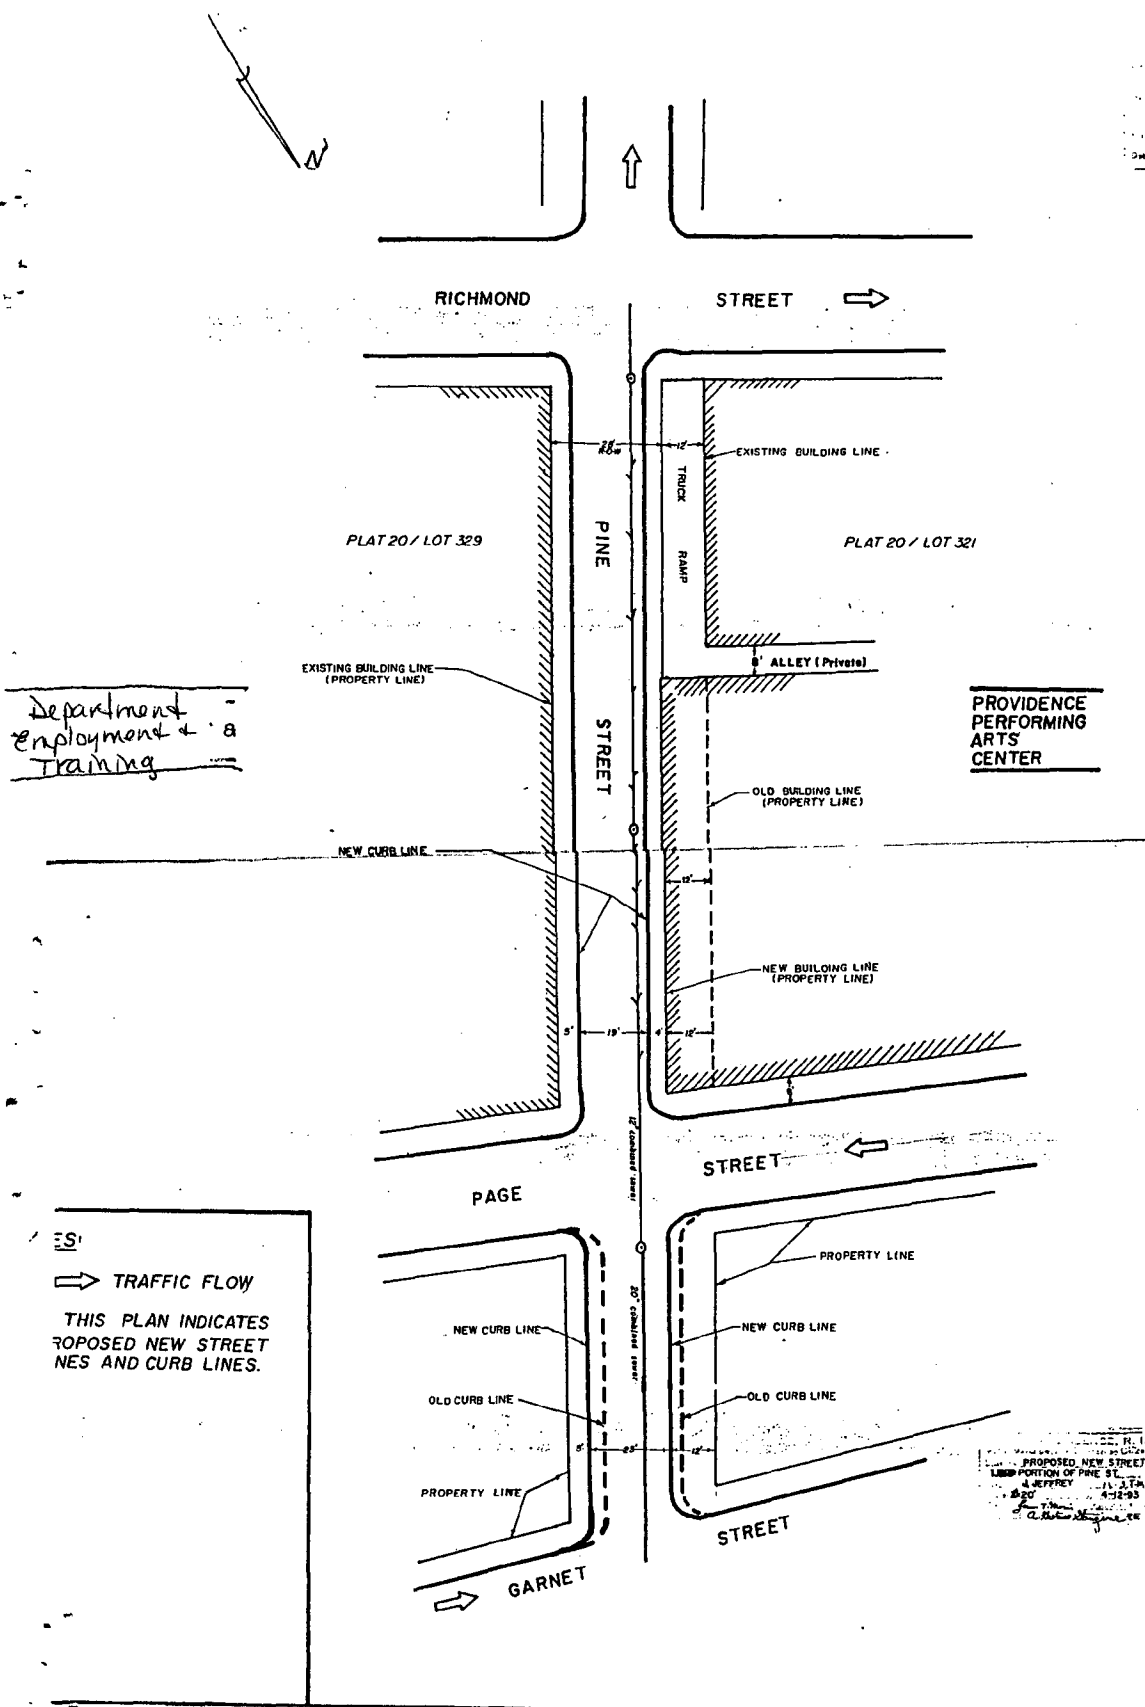 N
RICHMOND STREET
28'
R.O.W
12'
EXISTING BUILDING LINE
TRUCK RAMP
PINE STREET
PLAT 20 / LOT 329
PLAT 20 / LOT 321
8' ALLEY (Private)
EXISTING BUILDING LINE
(PROPERTY LINE)
Department
Employment &
Training
PROVIDENCE
PERFORMING
ARTS
CENTER
OLD BUILDING LINE
(PROPERTY LINE)
NEW CURB LINE
12'
NEW BUILDING LINE
(PROPERTY LINE)
5'
19'
4'
12'
12" combined sewer
PAGE STREET
ES:
TRAFFIC FLOW
THIS PLAN INDICATES
ROPOSED NEW STREET
NES AND CURB LINES.
PROPERTY LINE
20" combined sewer
NEW CURB LINE
NEW CURB LINE
OLD CURB LINE
OLD CURB LINE
12'
PROPERTY LINE
GARNET STREET
PROPOSED NEW STREET
PORTION OF PINE ST.
JEFFREY
4-12-93